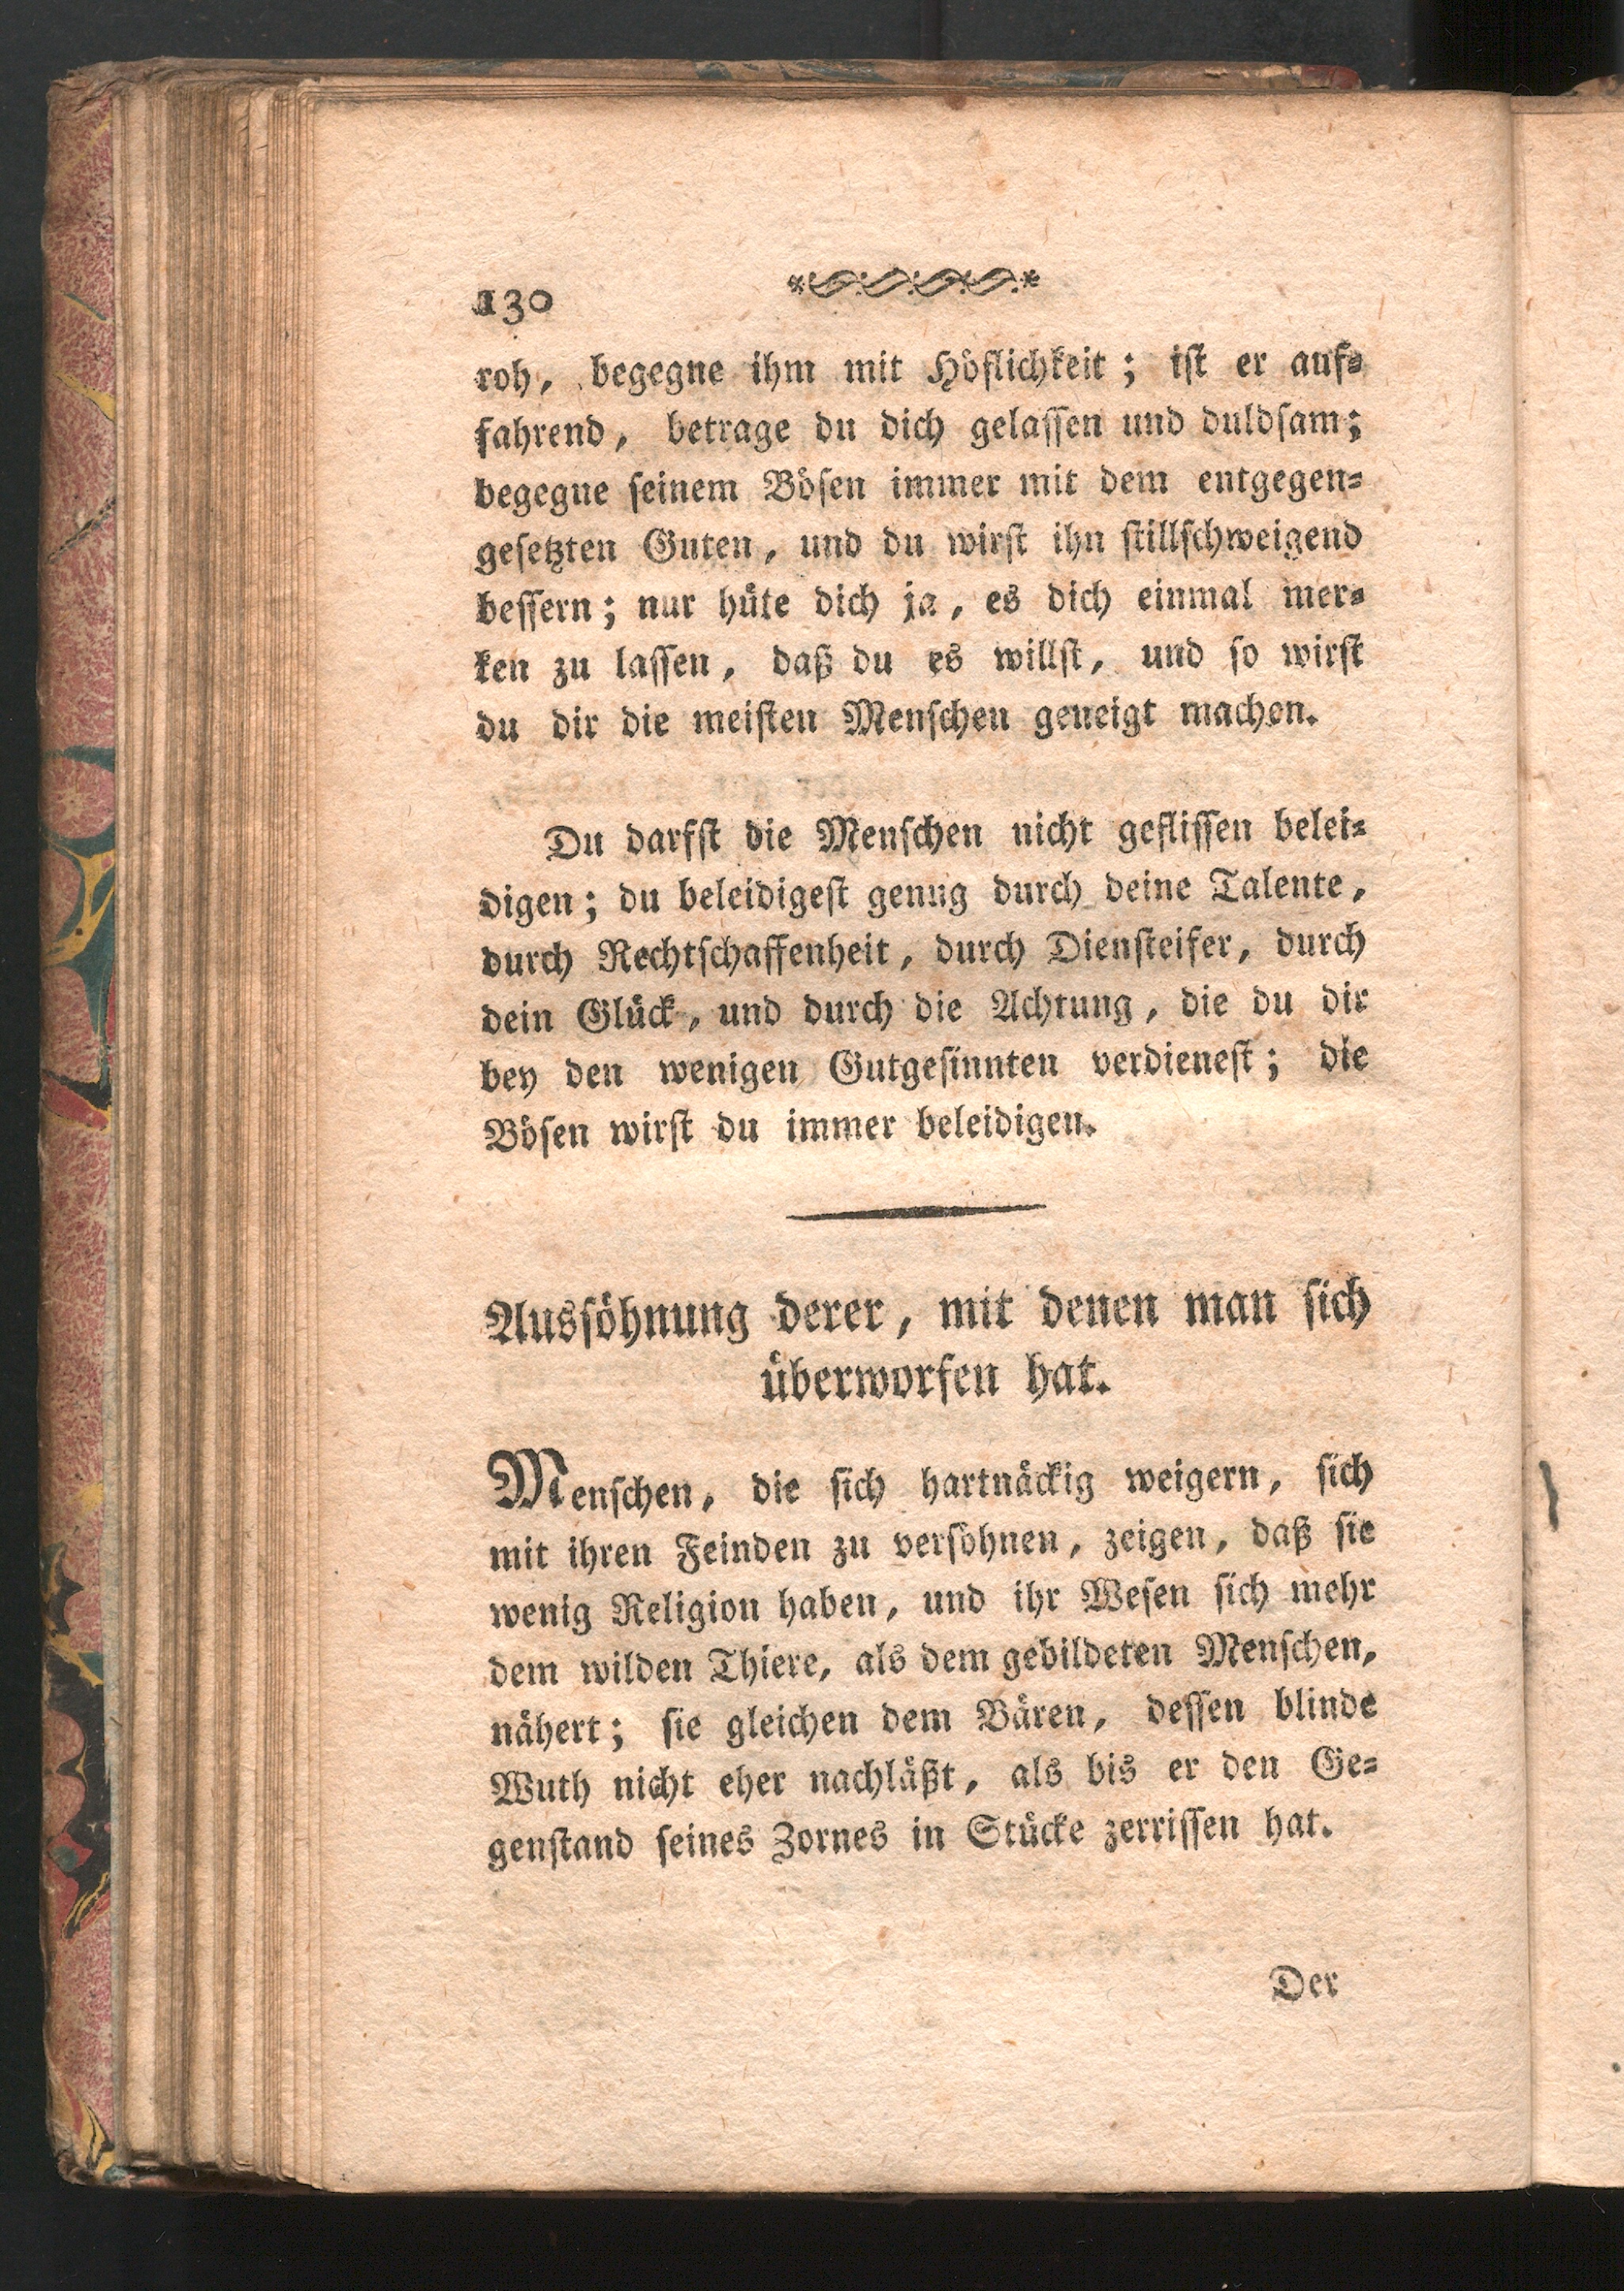 130
roh, begegne ihm mit Höflichkeit; ist er auf-
fahrend, betrage du dich gelassen und duldsam;
begegne seinem Bösen immer mit dem entgegen-
gesetzten Guten, und du wirst ihn stillschweigend
bessern; nur hüte dich ja, es dich einmal mer-
ken zu lassen, daß du es willst, und so wirst
du dir die meisten Menschen geneigt machen.
Du darfst die Menschen nicht geflissen belei-
digen; du beleidigest genug durch deine Talente,
durch Rechtschaffenheit, durch Diensteifer, durch
dein Glück, und durch die Achtung, die du dir
bey den wenigen Gutgesinnten verdienest; die
Bösen wirst du immer beleidigen.
Aussöhnung derer, mit denen man sich
überworfen hat.
Menschen, die sich hartnäckig weigern, sich
mit ihren Feinden zu versöhnen, zeigen, daß sie
wenig Religion haben, und ihr Wesen sich mehr
dem wilden Thiere, als dem gebildeten Menschen,
nähert; sie gleichen dem Bären, dessen blinde
Wuth nicht eher nachläßt, als bis er den Ge-
genstand seines Zornes in Stücke zerrissen hat.
Der